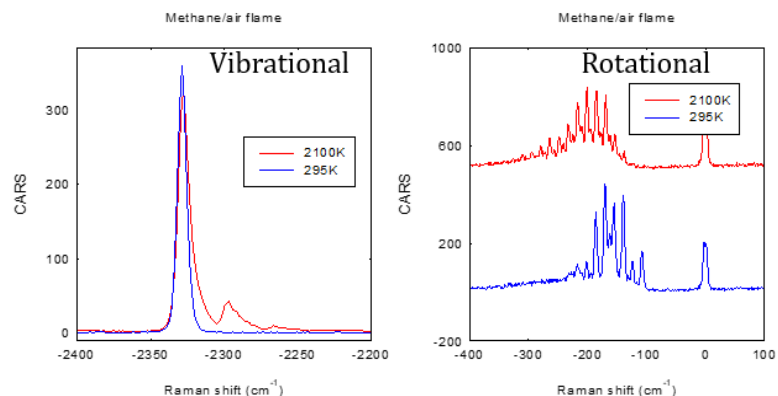 Methane/air flame
Vibrational
2100K
295K
300
200
100
0
CARS
-2400
-2350
-2300
-2250
-2200
Raman shift (cm⁻¹)
Methane/air flame
Rotational
2100K
295K
1000
600
200
-200
CARS
-400
-300
-200
-100
0
100
Raman shift (cm⁻¹)